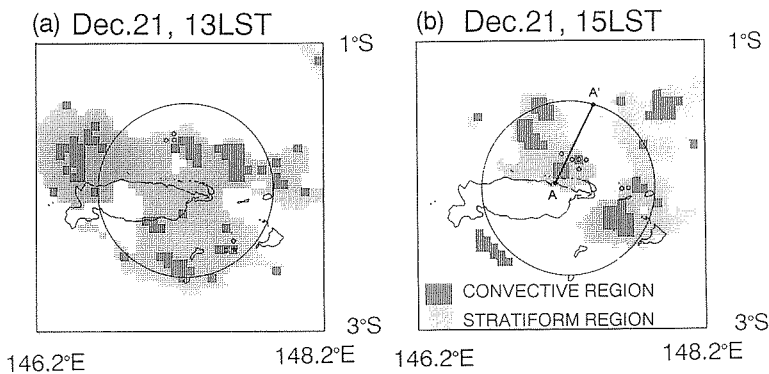 (a) Dec.21, 13LST
1°S
3°S
146.2°E
148.2°E
(b) Dec.21, 15LST
1°S
A'
A
CONVECTIVE REGION
STRATIFORM REGION
3°S
146.2°E
148.2°E